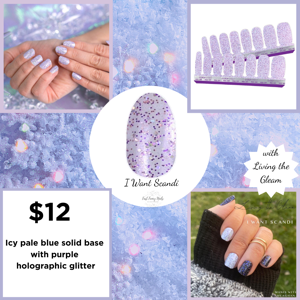 I Want Scandi
with
Living the
Gleam
$12
Icy pale blue solid base
with purple
holographic glitter
I WANT SCANDI